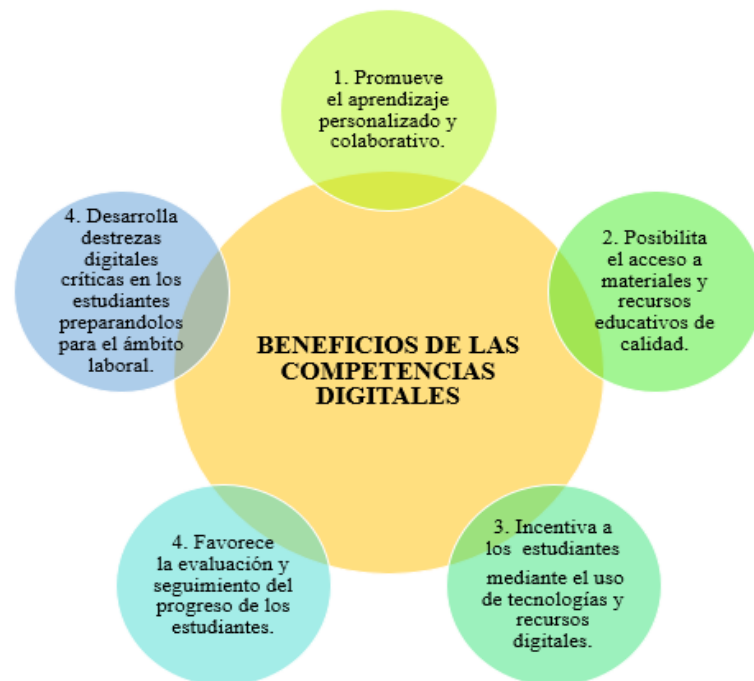 1. Promueve
el aprendizaje
personalizado y
colaborativo.
2. Posibilita
el acceso a
materiales y
recursos
educativos de
calidad.
3. Incentiva a
los estudiantes
mediante el uso
de tecnologías y
recursos
digitales.
4. Favorece
la evaluación y
seguimiento del
progreso de los
estudiantes.
4. Desarrolla
destrezas
digitales
críticas en los
estudiantes
preparandolos
para el ámbito
laboral.
BENEFICIOS DE LAS
COMPETENCIAS
DIGITALES